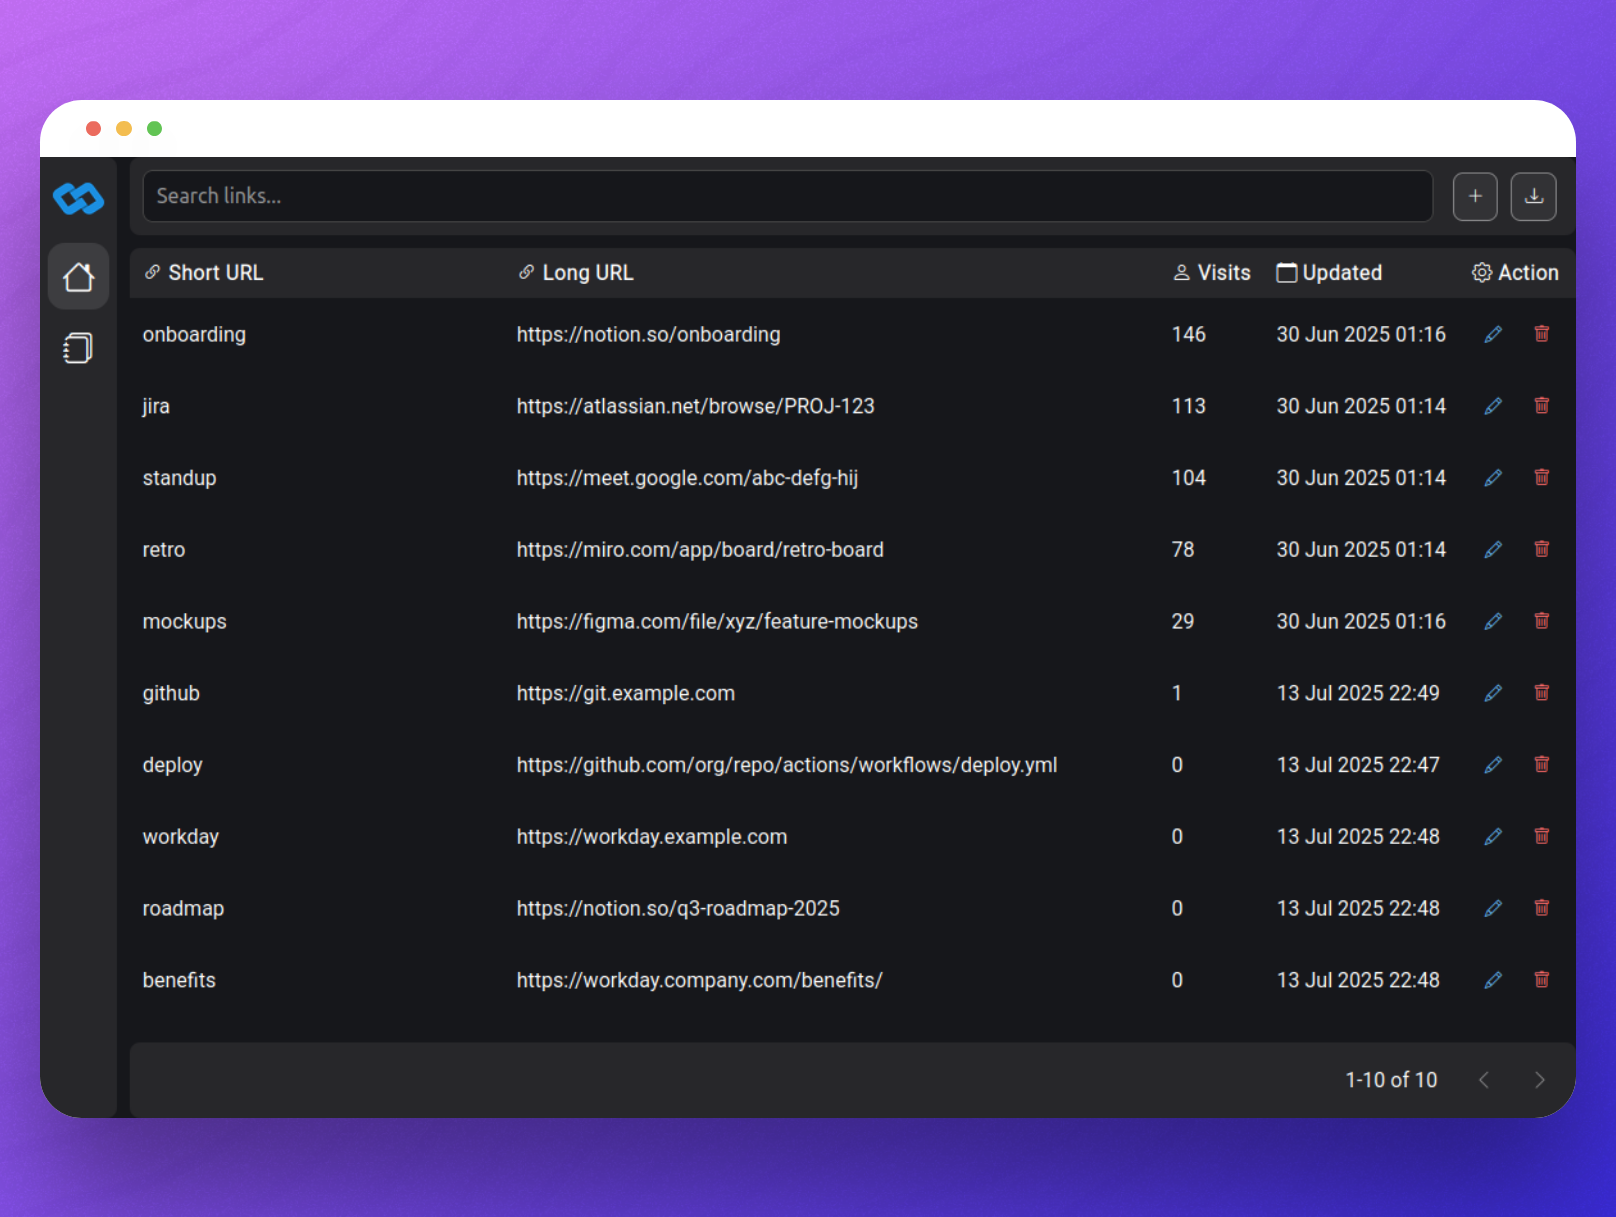 Search links...
Short URL Long URL Visits Updated Action
onboarding https://notion.so/onboarding 146 30 Jun 2025 01:16
jira https://atlassian.net/browse/PROJ-123 113 30 Jun 2025 01:14
standup https://meet.google.com/abc-defg-hij 104 30 Jun 2025 01:14
retro https://miro.com/app/board/retro-board 78 30 Jun 2025 01:14
mockups https://figma.com/file/xyz/feature-mockups 29 30 Jun 2025 01:16
github https://git.example.com 1 13 Jul 2025 22:49
deploy https://github.com/org/repo/actions/workflows/deploy.yml 0 13 Jul 2025 22:47
workday https://workday.example.com 0 13 Jul 2025 22:48
roadmap https://notion.so/q3-roadmap-2025 0 13 Jul 2025 22:48
benefits https://workday.company.com/benefits/ 0 13 Jul 2025 22:48
1-10 of 10